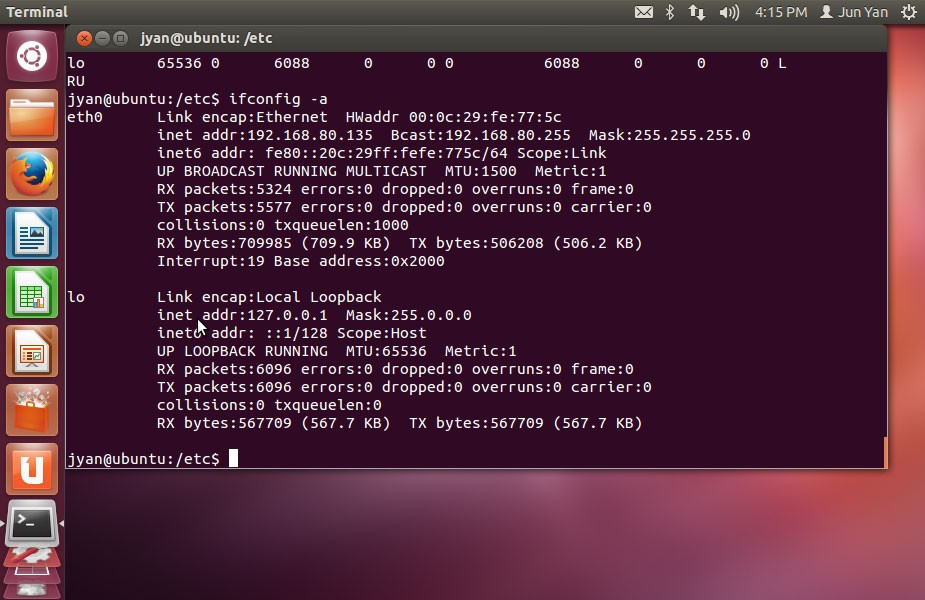 Terminal 4:15 PM Jun Yan
jyan@ubuntu: /etc
lo 65536 0 6088 0 0 0 6088 0 0 0 L
RU
jyan@ubuntu:/etc$ ifconfig -a
eth0 Link encap:Ethernet HWaddr 00:0c:29:fe:77:5c
inet addr:192.168.80.135 Bcast:192.168.80.255 Mask:255.255.255.0
inet6 addr: fe80::20c:29ff:fefe:775c/64 Scope:Link
UP BROADCAST RUNNING MULTICAST MTU:1500 Metric:1
RX packets:5324 errors:0 dropped:0 overruns:0 frame:0
TX packets:5577 errors:0 dropped:0 overruns:0 carrier:0
collisions:0 txqueuelen:1000
RX bytes:709985 (709.9 KB) TX bytes:506208 (506.2 KB)
Interrupt:19 Base address:0x2000
lo Link encap:Local Loopback
inet addr:127.0.0.1 Mask:255.0.0.0
inet6 addr: ::1/128 Scope:Host
UP LOOPBACK RUNNING MTU:65536 Metric:1
RX packets:6096 errors:0 dropped:0 overruns:0 frame:0
TX packets:6096 errors:0 dropped:0 overruns:0 carrier:0
collisions:0 txqueuelen:0
RX bytes:567709 (567.7 KB) TX bytes:567709 (567.7 KB)
jyan@ubuntu:/etc$